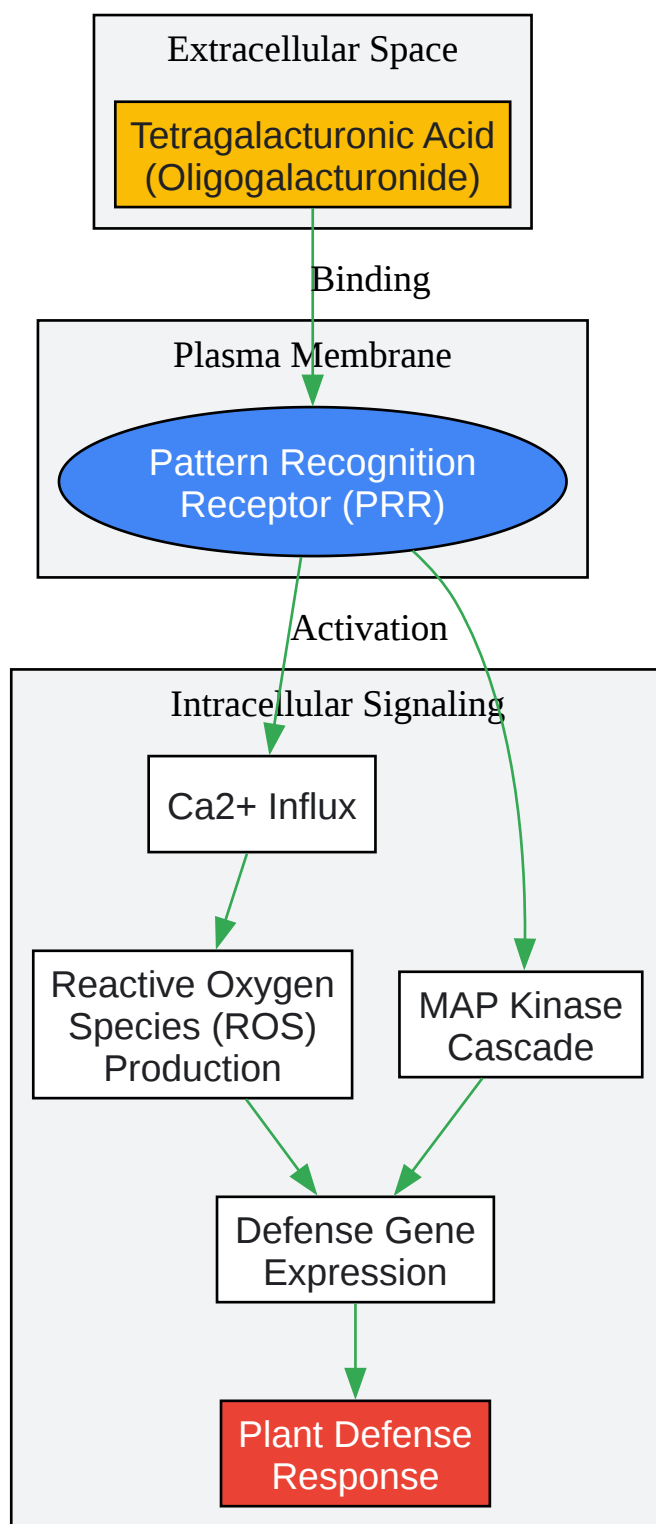 Extracellular Space
Tetragalacturonic Acid
(Oligogalacturonide)
Binding
Plasma Membrane
Pattern Recognition
Receptor (PRR)
Activation
Intracellular Signaling
Ca2+ Influx
Reactive Oxygen
Species (ROS)
Production
MAP Kinase
Cascade
Defense Gene
Expression
Plant Defense
Response